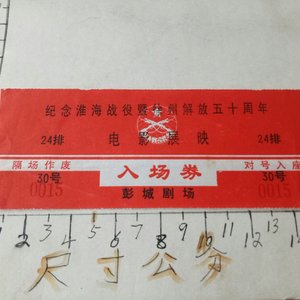 纪念淮海战役暨徐州解放五十周年
24排 电影展映 24排
隔场作废 入场券 对号入座
30号 30号
0015 彭城剧场 0015
2 3 4 5 6 7 8 9 10 11 12 13 14
尺寸公分